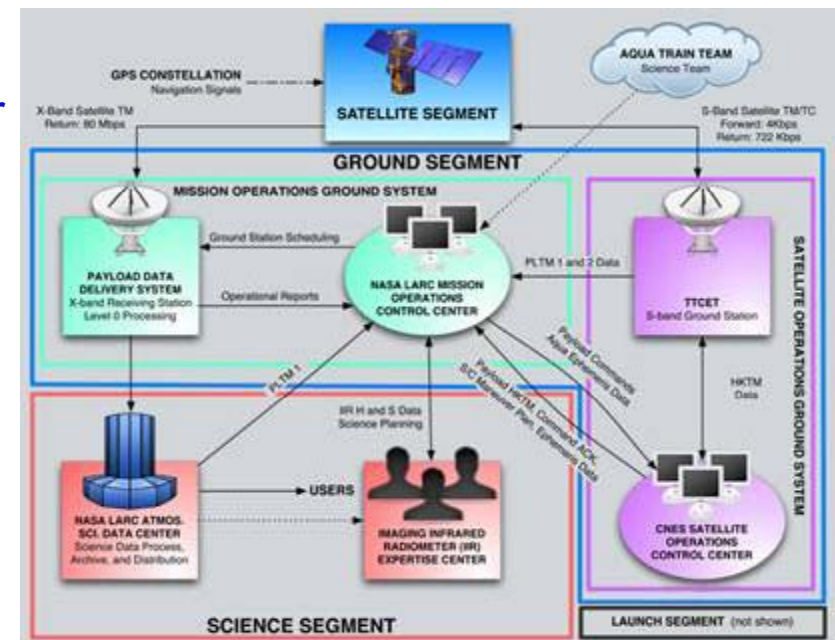 AQUA TRAIN TEAM
Science Team
GPS CONSTELLATION
Navigation Signals
SATELLITE SEGMENT
X-Band Satellite TM
Return: 80 Mbps
S-Band Satellite TM/TC
Forward: 4Kbps
Return: 722 Kbps
GROUND SEGMENT
MISSION OPERATIONS GROUND SYSTEM
SATELLITE OPERATIONS GROUND SYSTEM
Ground Station Scheduling
PAYLOAD DATA
DELIVERY SYSTEM
X-band Receiving Station
Level 0 Processing
Operational Reports
NASA LARC MISSION
OPERATIONS
CONTROL CENTER
PLTM 1 and 2 Data
TTCET
S-band Ground Station
Payload Commands
Aqua Ephemeris Data
Payload HKTM, Command ACK,
S/C Maneuver Plan, Ephemeris Data
HKTM
Data
PLTM 1
IIR H and S Data
Science Planning
USERS
NASA LARC ATMOS.
SCI. DATA CENTER
Science Data Process,
Archive, and Distribution
IMAGING INFRARED
RADIOMETER (IIR)
EXPERTISE CENTER
CNES SATELLITE
OPERATIONS
CONTROL CENTER
SCIENCE SEGMENT
LAUNCH SEGMENT (not shown)